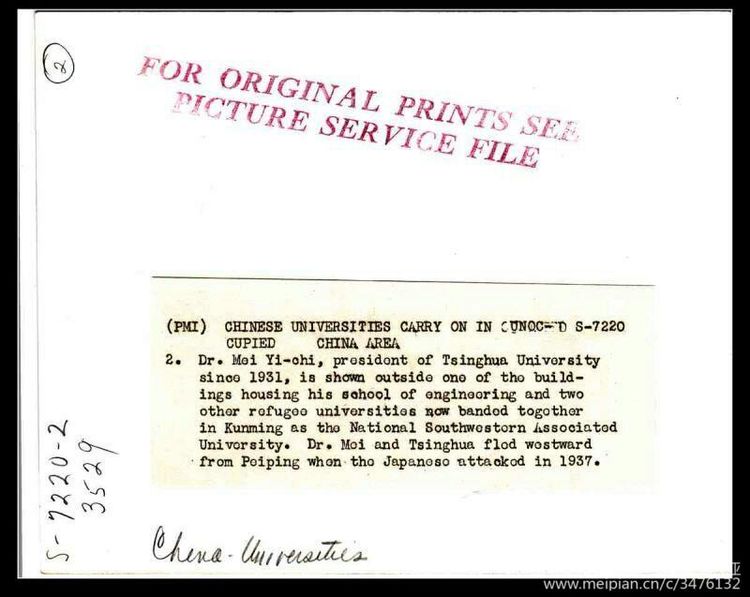 2
FOR ORIGINAL PRINTS SEE
PICTURE SERVICE FILE
(PMI) CHINESE UNIVERSITIES CARRY ON IN S-7220
CUPIED CHINA AREA
2. Dr. Mei Yi-chi, president of Tsinghua University
since 1931, is shown outside one of the build-
ings housing his school of engineering and two
other refugee universities now banded together
in Kunming as the National Southwestern Associated
University. Dr. Mei and Tsinghua fled westward
from Peiping when the Japanese attacked in 1937.
S-7220-2
3529
China-Universities
www.meipian.cn/c/3476132